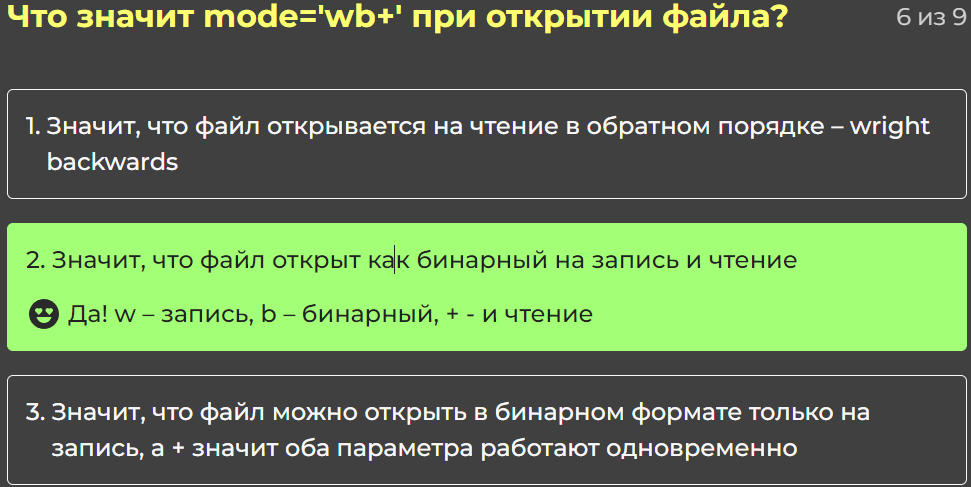 Что значит mode='wb+' при открытии файла?
6 из 9
1. Значит, что файл открывается на чтение в обратном порядке – wright
backwards
2. Значит, что файл открыт как бинарный на запись и чтение
Да! w – запись, b – бинарный, + - и чтение
3. Значит, что файл можно открыть в бинарном формате только на
запись, а + значит оба параметра работают одновременно